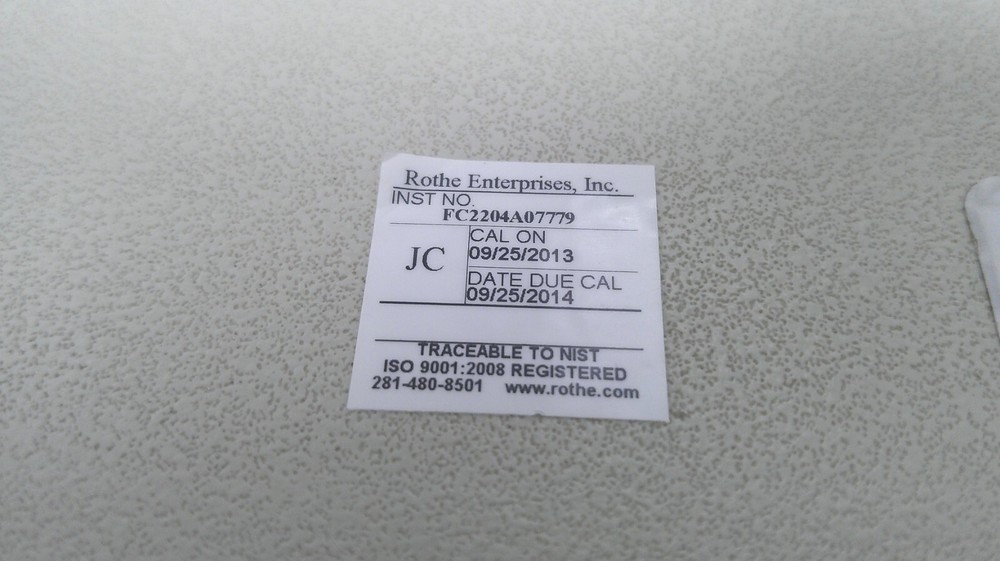 Rothe Enterprises, Inc.
INST NO.
FC2204A07779
CAL ON
09/25/2013
JC
DATE DUE CAL
09/25/2014
TRACEABLE TO NIST
ISO 9001:2008 REGISTERED
281-480-8501 www.rothe.com